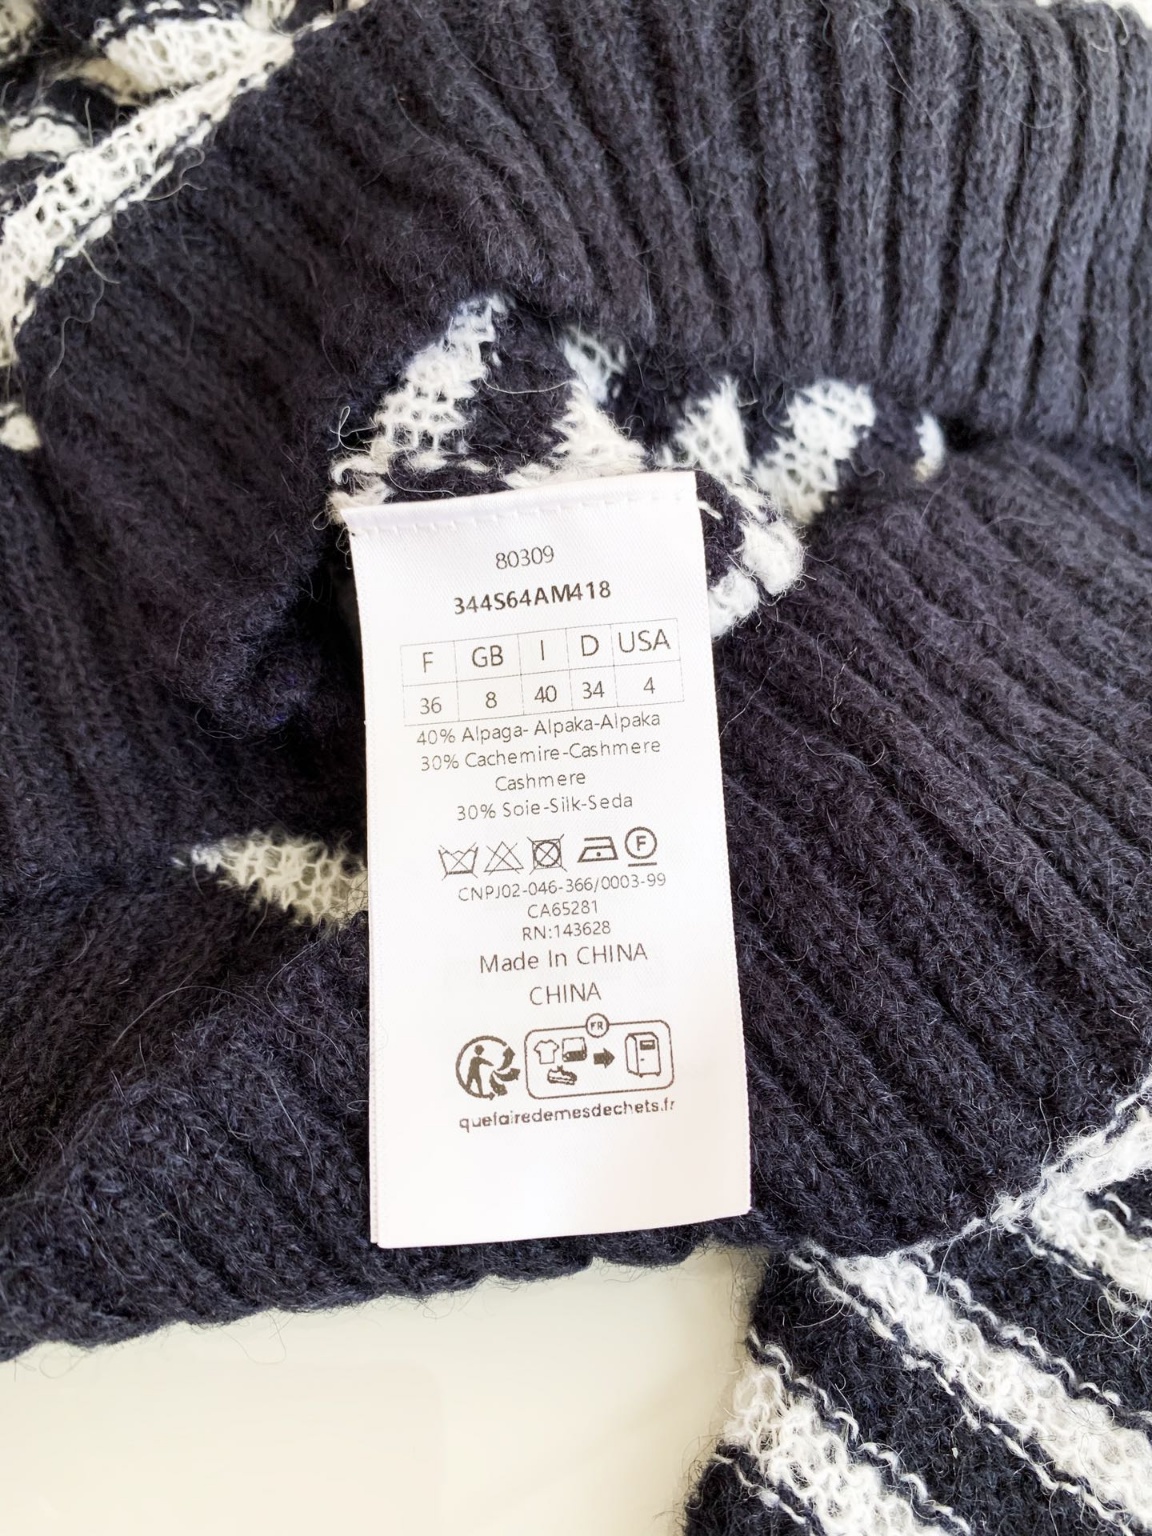 80309
344S64AM418
F GB I D USA
36 8 40 34 4
40% Alpaga- Alpaka-Alpaka
30% Cachemire-Cashmere
Cashmere
30% Soie-Silk-Seda
F
CNPJ02-046-366/0003-99
CA65281
RN:143628
Made In CHINA
CHINA
FR
quefairedemesdechets.fr